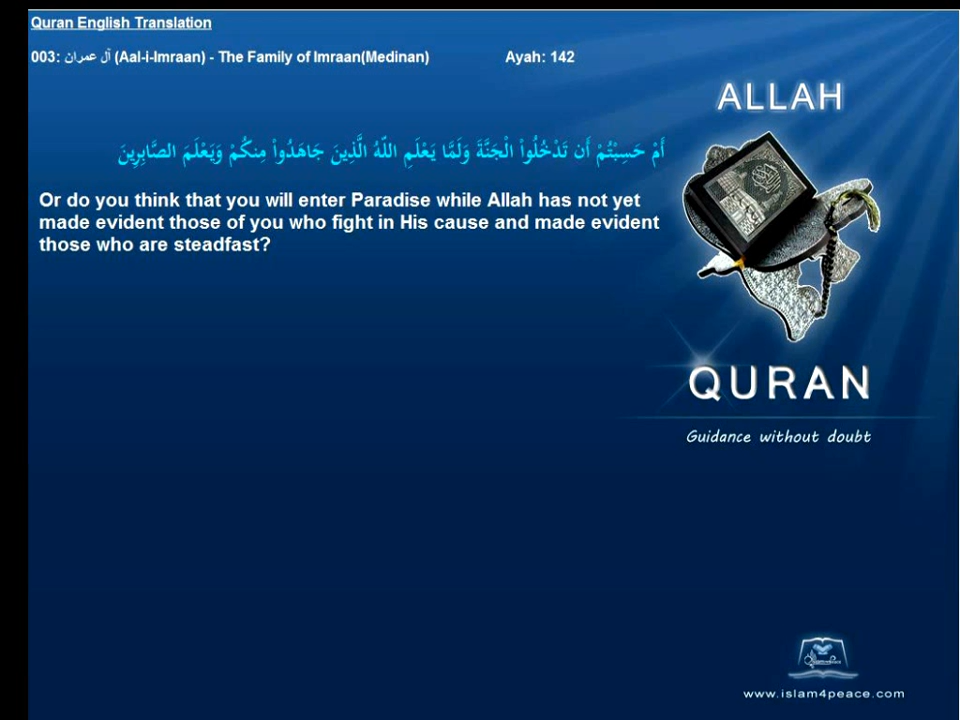 Quran English Translation
003: آل عمران (Aal-i-Imraan) - The Family of Imraan(Medinan) Ayah: 142
ALLAH
أَمْ حَسِبْتُمْ أَن تَدْخُلُواْ الْجَنَّةَ وَلَمَّا يَعْلَمِ اللّهُ الَّذِينَ جَاهَدُواْ مِنكُمْ وَيَعْلَمَ الصَّابِرِينَ
Or do you think that you will enter Paradise while Allah has not yet
made evident those of you who fight in His cause and made evident
those who are steadfast?
QURAN
Guidance without doubt
www.islam4peace.com